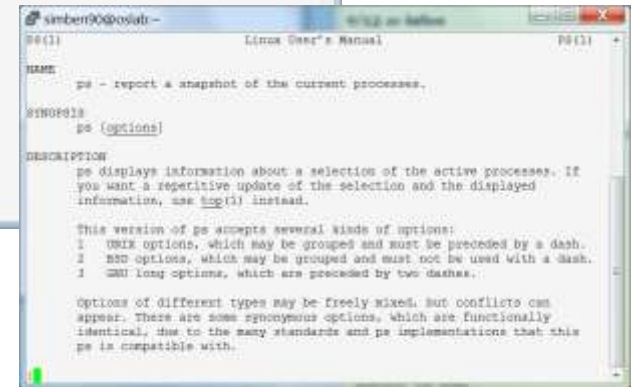 simberr90@oslab:~
PS(1) Linux User's Manual PS(1)
NAME
ps - report a snapshot of the current processes.
SYNOPSIS
ps [options]
DESCRIPTION
ps displays information about a selection of the active processes. If
you want a repetitive update of the selection and the displayed
information, use top(1) instead.
This version of ps accepts several kinds of options:
1 UNIX options, which may be grouped and must be preceded by a dash.
2 BSD options, which may be grouped and must not be used with a dash.
3 GNU long options, which are preceded by two dashes.
Options of different types may be freely mixed, but conflicts can
appear. There are some synonymous options, which are functionally
identical, due to the many standards and ps implementations that this
ps is compatible with.
: